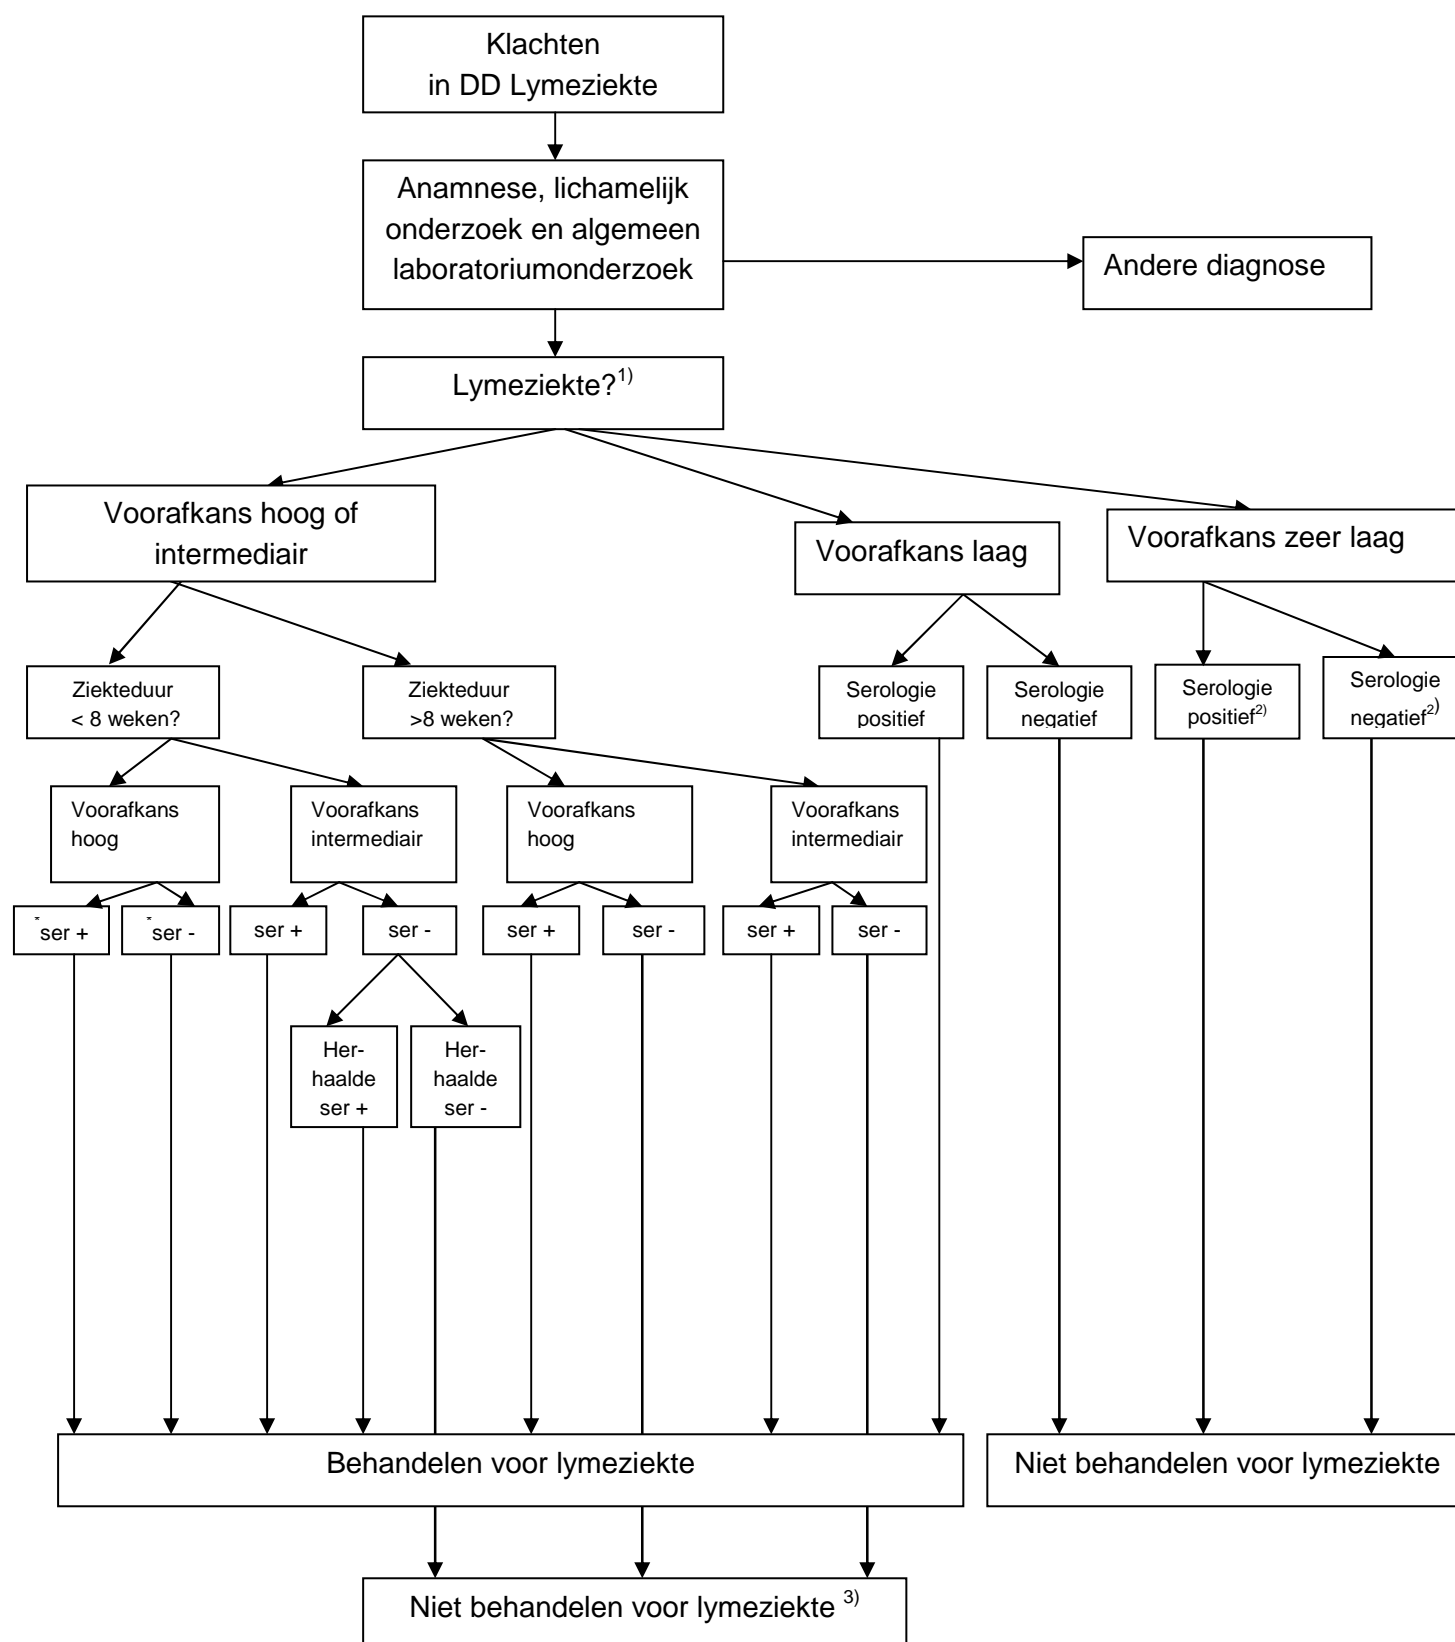 Klachten
in DD Lymeziekte
Anamnese, lichamelijk
onderzoek en algemeen
laboratoriumonderzoek
Andere diagnose
Lymeziekte?1)
Voorafkans hoog of
intermediair
Voorafkans laag
Voorafkans zeer laag
Ziekteduur
< 8 weken?
Ziekteduur
>8 weken?
Serologie
positief
Serologie
negatief
Serologie
positief2)
Serologie
negatief2)
Voorafkans
hoog
Voorafkans
intermediair
Voorafkans
hoog
Voorafkans
intermediair
*ser +
*ser -
ser +
ser -
ser +
ser -
ser +
ser -
Her-
haalde
ser +
Her-
haalde
ser -
Behandelen voor lymeziekte
Niet behandelen voor lymeziekte
Niet behandelen voor lymeziekte 3)